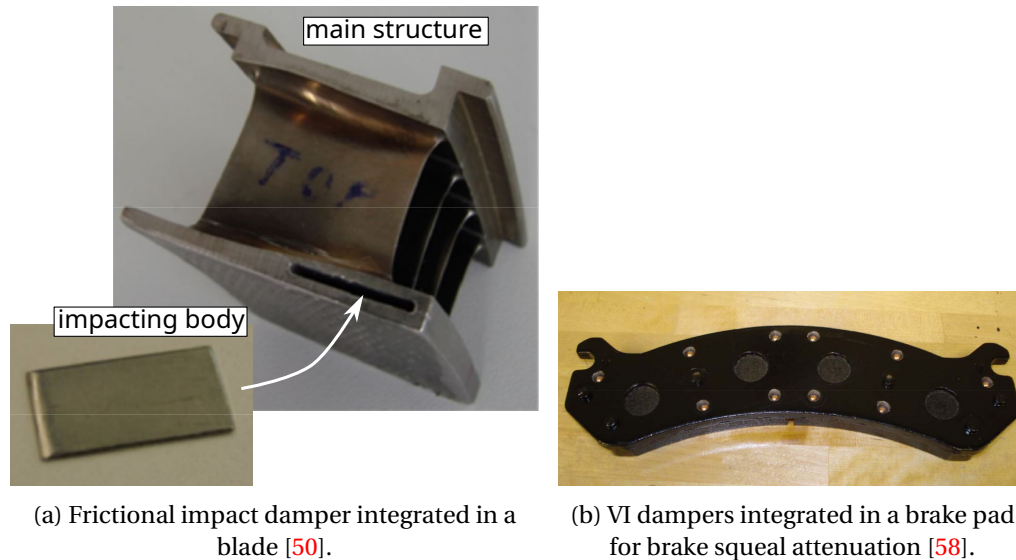 main structure
TOP
impacting body
(a) Frictional impact damper integrated in a
blade [50].
(b) VI dampers integrated in a brake pad
for brake squeal attenuation [58].